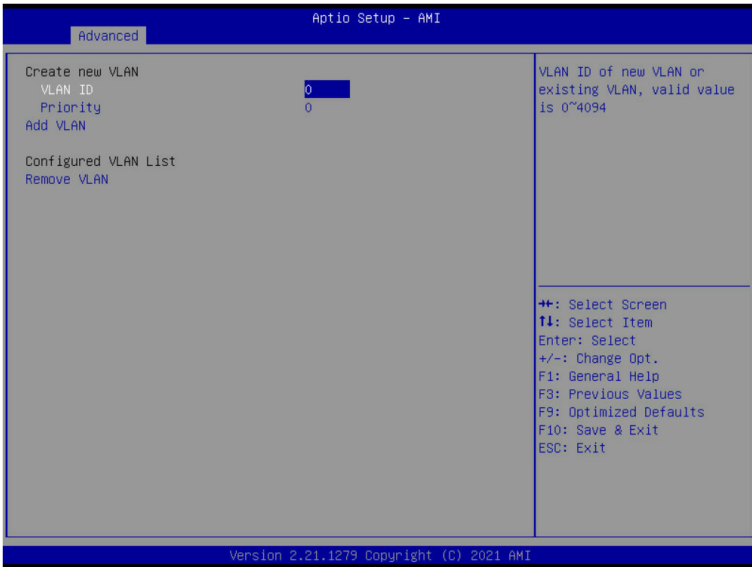 Aptio Setup – AMI
Advanced
Create new VLAN
VLAN ID 0
Priority 0
Add VLAN
Configured VLAN List
Remove VLAN
VLAN ID of new VLAN or
existing VLAN, valid value
is 0~4094
→←: Select Screen
↑↓: Select Item
Enter: Select
+/-: Change Opt.
F1: General Help
F3: Previous Values
F9: Optimized Defaults
F10: Save & Exit
ESC: Exit
Version 2.21.1279 Copyright (C) 2021 AMI